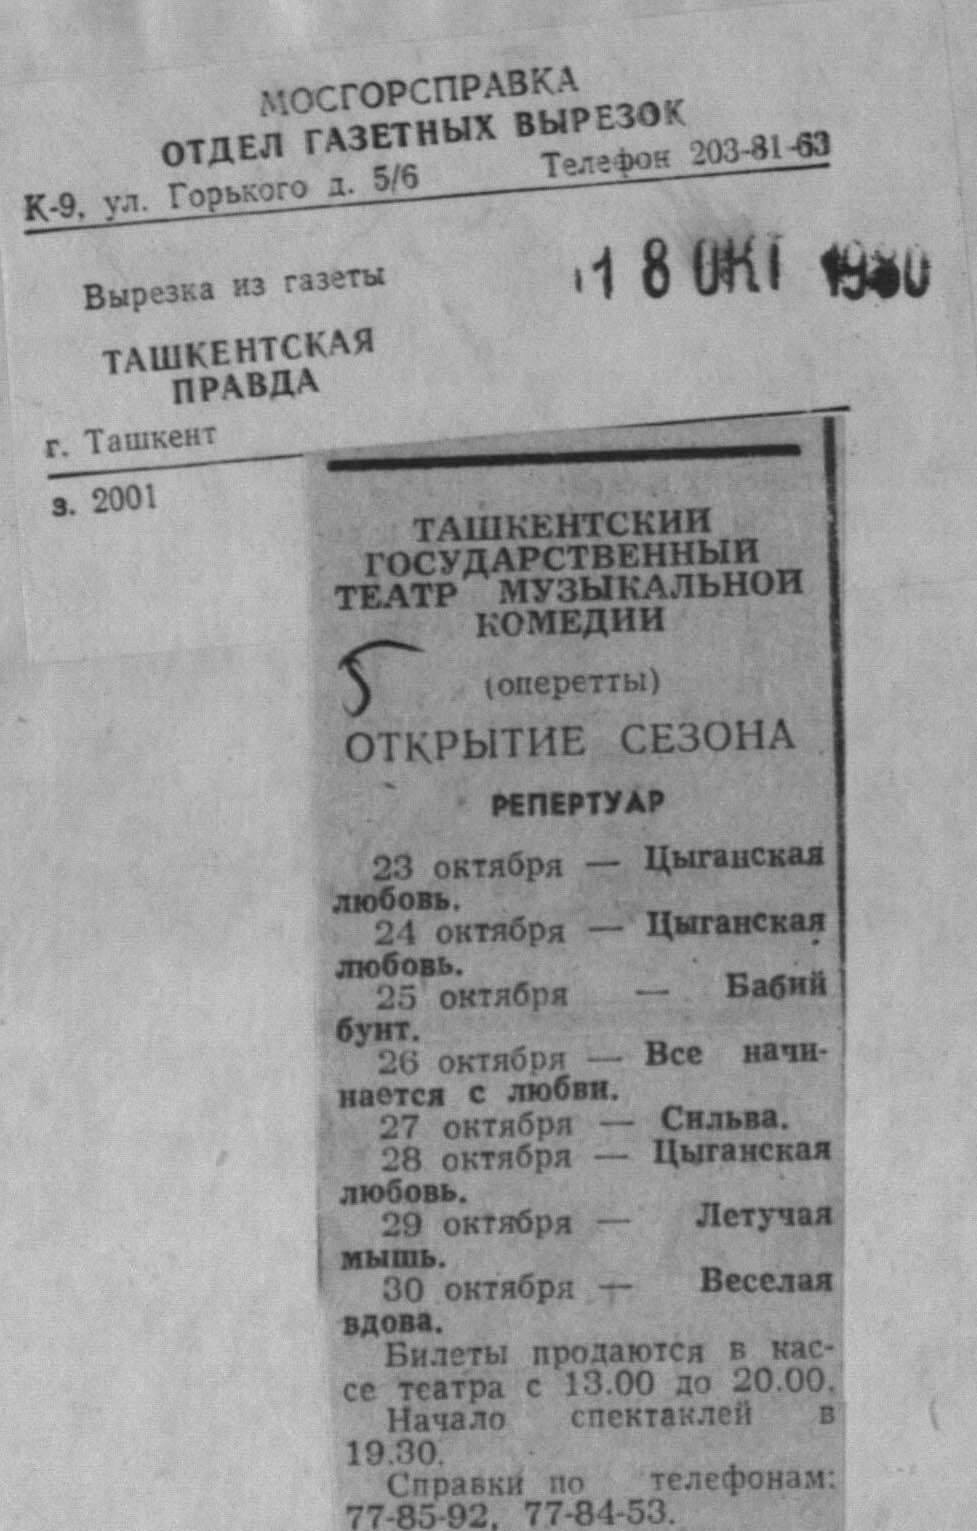 МОСГОРСПРАВКА
ОТДЕЛ ГАЗЕТНЫХ ВЫРЕЗОК
К-9, ул. Горького д. 5/6 Телефон 203-81-63
Вырезка из газеты
18 ОКТ 1980
ТАШКЕНТСКАЯ
ПРАВДА
г. Ташкент
з. 2001
ТАШКЕНТСКИЙ
ГОСУДАРСТВЕННЫЙ
ТЕАТР МУЗЫКАЛЬНОЙ
КОМЕДИИ
5
(оперетты)
ОТКРЫТИЕ СЕЗОНА
РЕПЕРТУАР
23 октября — Цыганская
любовь.
24 октября — Цыганская
любовь.
25 октября — Бабий
бунт.
26 октября — Все начи-
нается с любви.
27 октября — Сильва.
28 октября — Цыганская
любовь.
29 октября — Летучая
мышь.
30 октября — Веселая
вдова.
Билеты продаются в кас-
се театра с 13.00 до 20.00.
Начало спектаклей в
19.30.
Справки по телефонам:
77-85-92, 77-84-53.